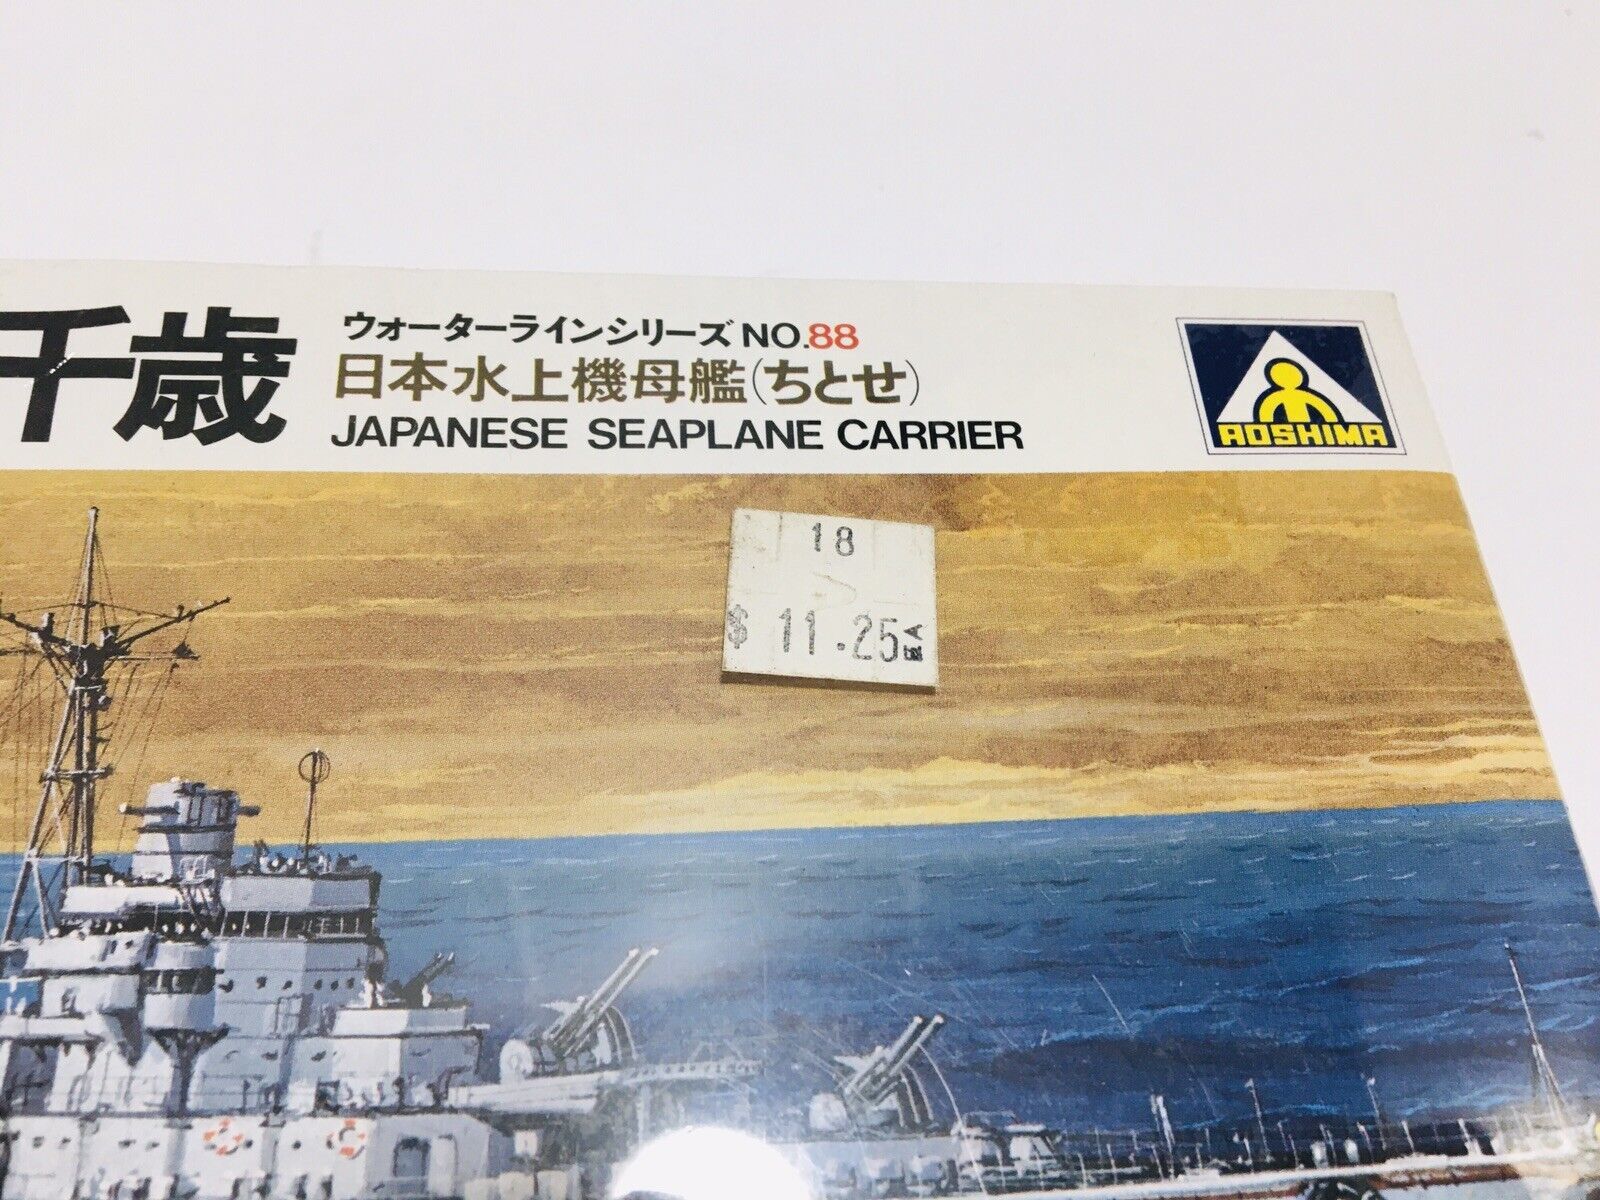 千歳
ウォーターラインシリーズ NO.88
日本水上機母艦(ちとせ)
JAPANESE SEAPLANE CARRIER
AOSHIMA
18
$ 11.25